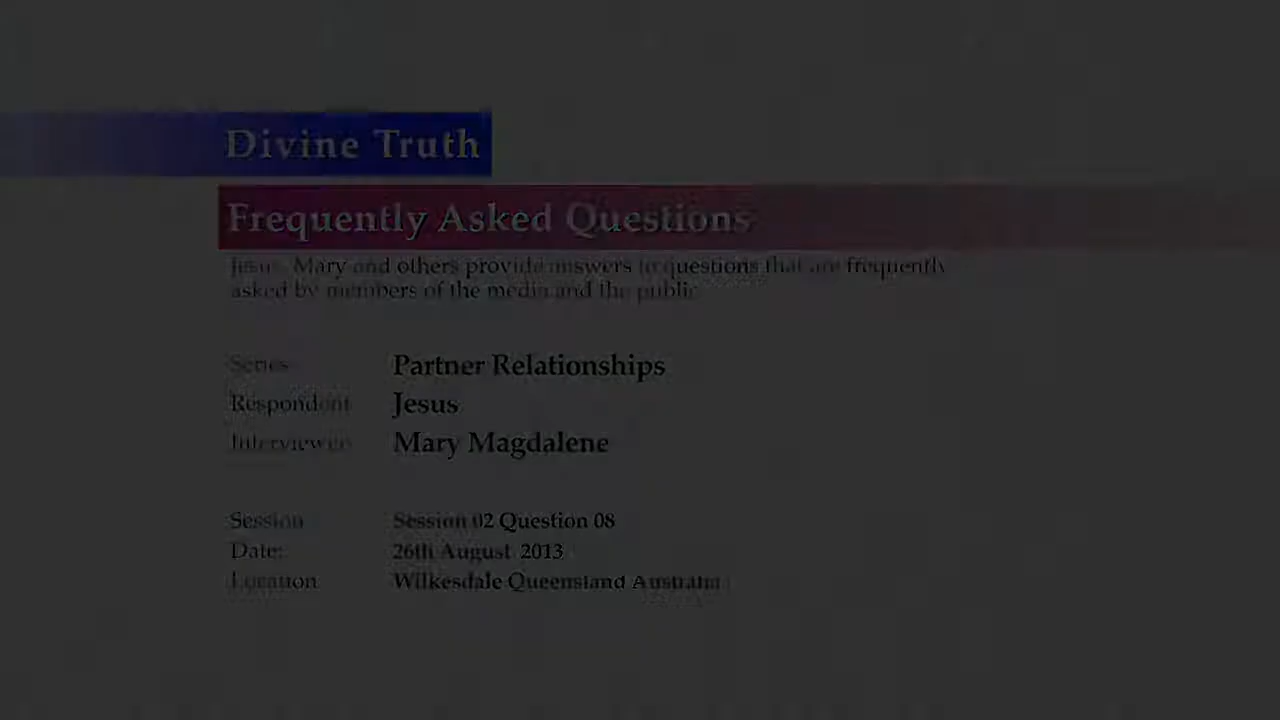 Divine Truth
Frequently Asked Questions
Jesus, Mary and others provide answers to questions that are frequently
asked by members of the media and the public
Series
Partner Relationships
Respondent
Jesus
Interviewer
Mary Magdalene
Session
Session 02 Question 08
Date:
26th August 2013
Location
Wilkesdale Queensland Australia